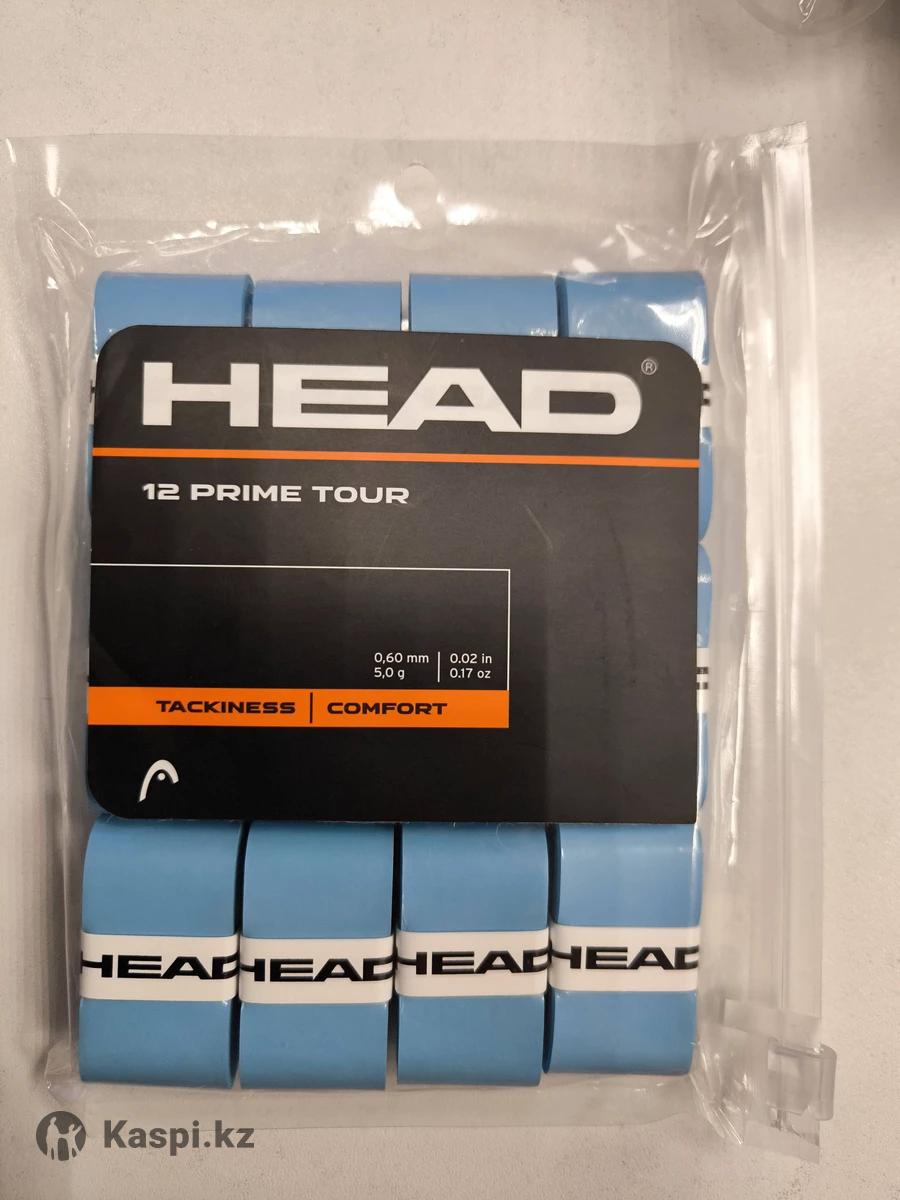 HEAD®
12 PRIME TOUR
0,60 mm | 0.02 in
5,0 g | 0.17 oz
TACKINESS | COMFORT
HEAD HEAD HEAD HEAD
Kaspi.kz